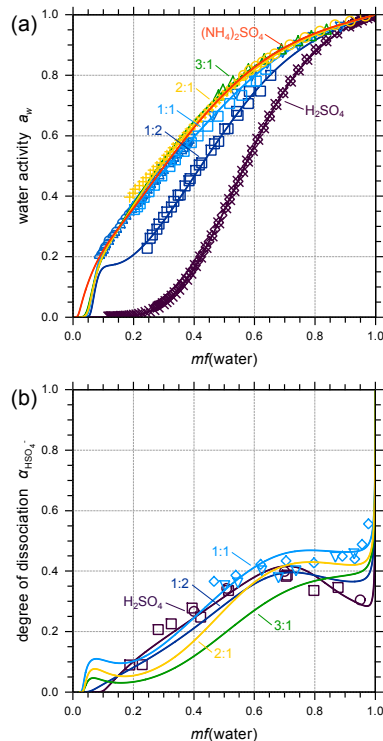 (a)
1.0
0.8
0.6
0.4
0.2
0.0
water activity a_w
(NH₄)₂SO₄
3:1
2:1
1:1
1:2
H₂SO₄
0.0 0.2 0.4 0.6 0.8 1.0
mf(water)
(b)
1.0
0.8
0.6
0.4
0.2
0.0
degree of dissociation α_HSO₄⁻
1:1
1:2
H₂SO₄
2:1
3:1
0.0 0.2 0.4 0.6 0.8 1.0
mf(water)